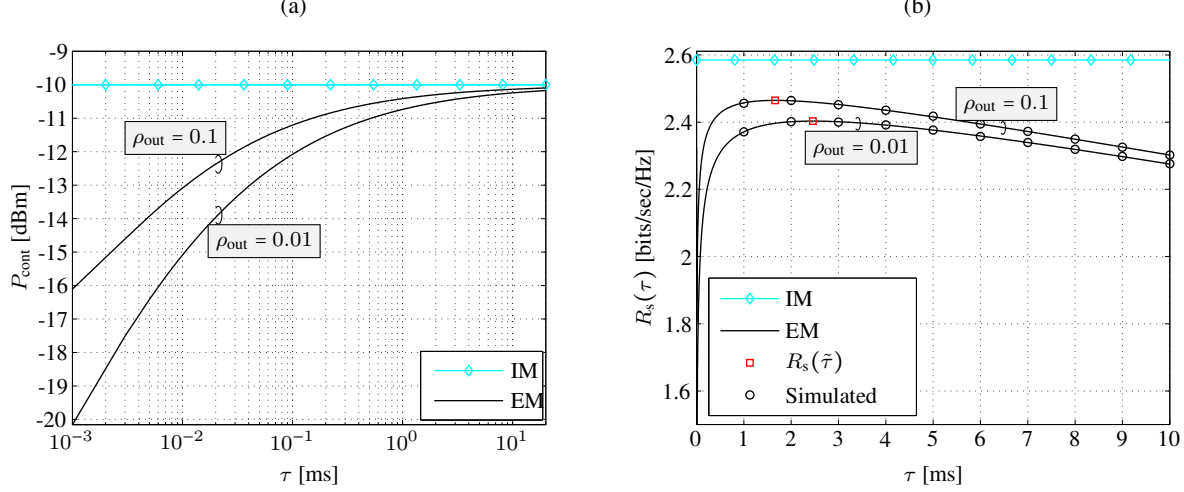 (a)
-9
-10
-11
-12
-13
-14
-15
-16
-17
-18
-19
-20
P_cont [dBm]
ρ_out = 0.1
ρ_out = 0.01
IM
EM
10^−3
10^−2
10^−1
10^0
10^1
τ [ms]
(b)
2.6
2.4
2.2
2
1.8
1.6
R_s(τ) [bits/sec/Hz]
ρ_out = 0.1
ρ_out = 0.01
IM
EM
R_s(τ̃)
Simulated
0 1 2 3 4 5 6 7 8 9 10
τ [ms]